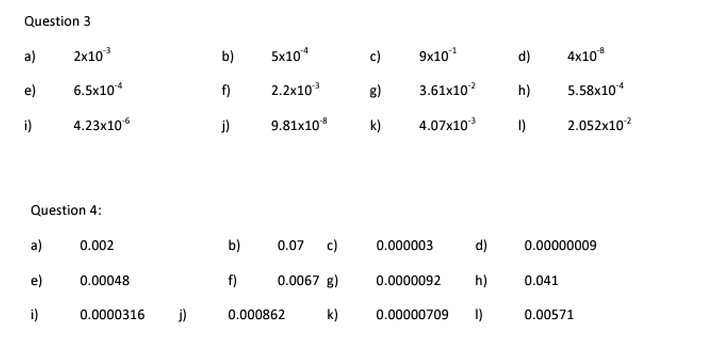 Question 3
a) 2x10⁻³ b) 5x10⁻⁴ c) 9x10⁻¹ d) 4x10⁻⁸
e) 6.5x10⁻⁴ f) 2.2x10⁻³ g) 3.61x10⁻² h) 5.58x10⁻⁴
i) 4.23x10⁻⁶ j) 9.81x10⁻⁸ k) 4.07x10⁻³ l) 2.052x10⁻²
Question 4:
a) 0.002 b) 0.07 c) 0.000003 d) 0.00000009
e) 0.00048 f) 0.0067 g) 0.0000092 h) 0.041
i) 0.0000316 j) 0.000862 k) 0.00000709 l) 0.00571